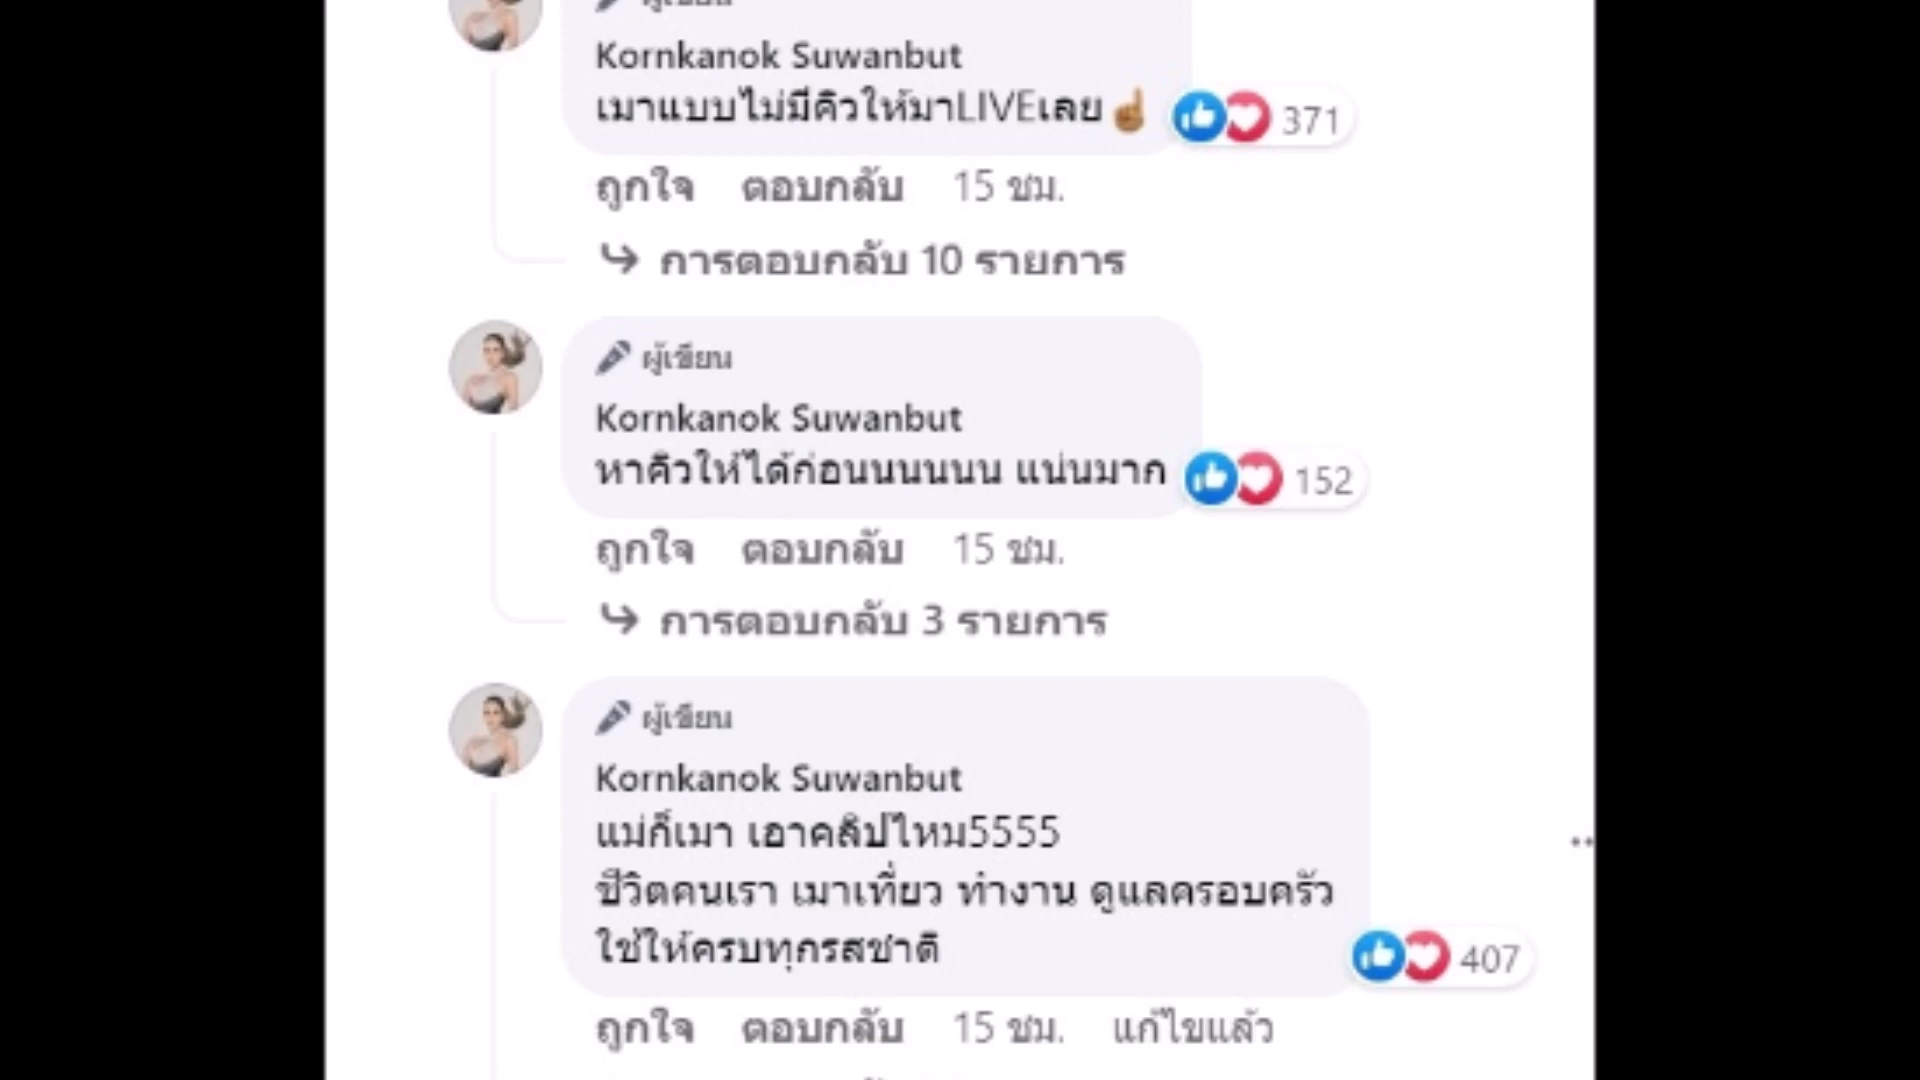 Kornkanok Suwanbut
เมาแบบไม่มีคิวให้มาLIVEเลย☝🏾
371
ถูกใจ ตอบกลับ 15 ชม.
การตอบกลับ 10 รายการ
ผู้เขียน
Kornkanok Suwanbut
หาคิวให้ได้ก่อนนนนนน แน่นมาก
152
ถูกใจ ตอบกลับ 15 ชม.
การตอบกลับ 3 รายการ
ผู้เขียน
Kornkanok Suwanbut
แม่ก็เมา เอาคลิปไหม5555
ชีวิตคนเรา เมาเที่ยว ทำงาน ดูแลครอบครัว
ใช้ให้ครบทุกรสชาติ
407
ถูกใจ ตอบกลับ 15 ชม. แก้ไขแล้ว